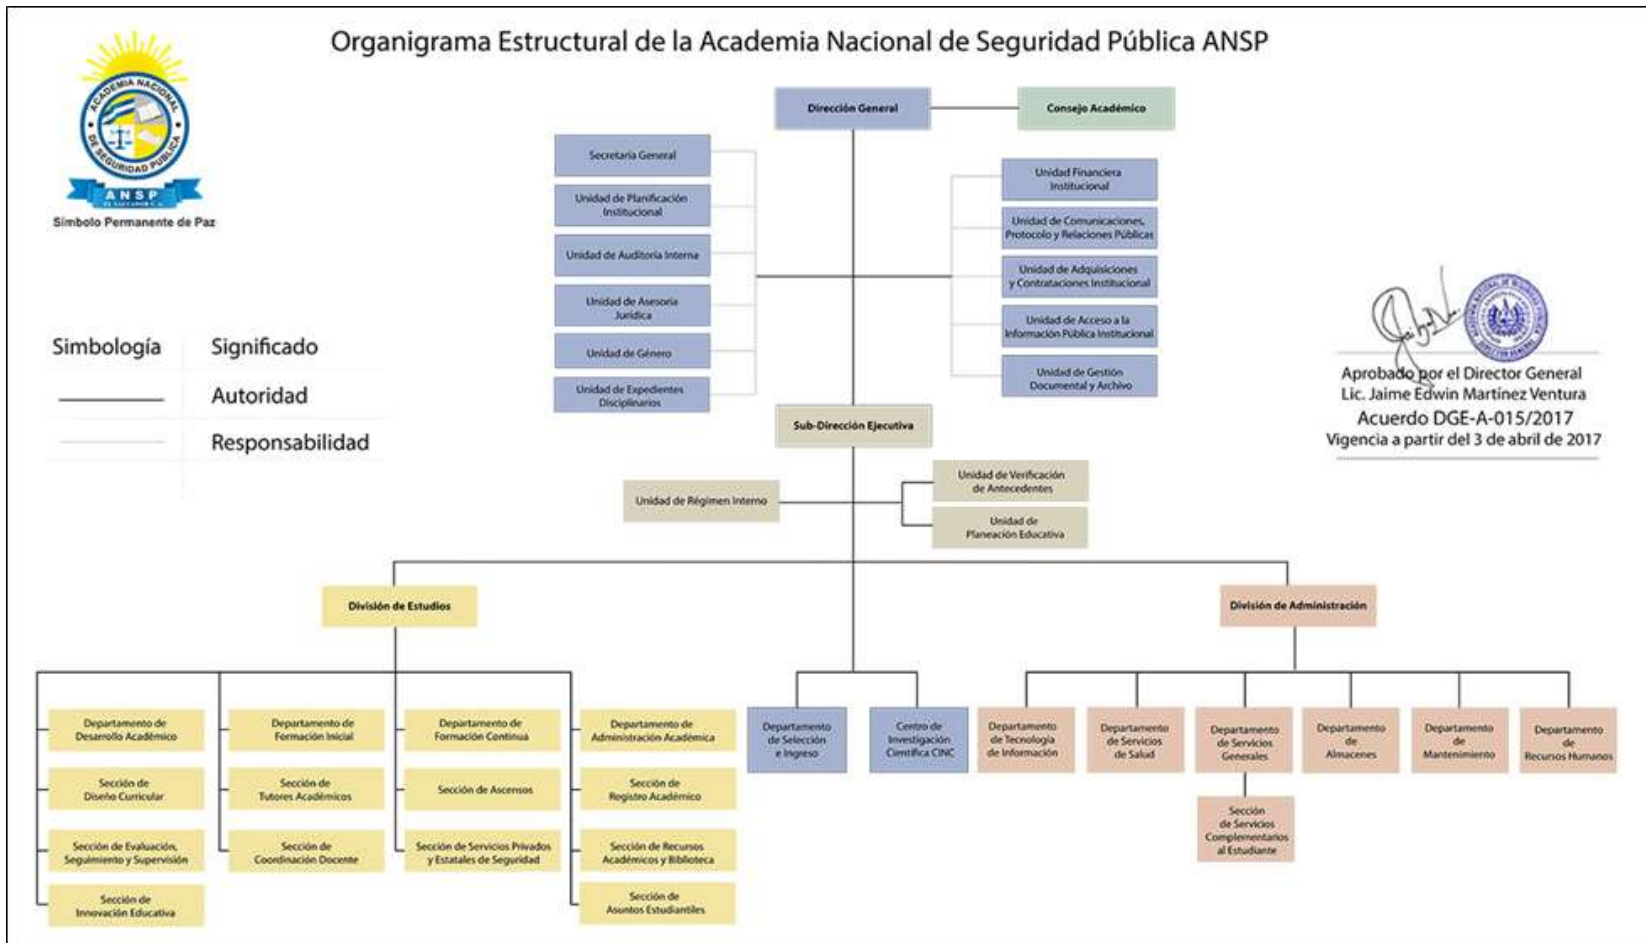 Organigrama Estructural de la Academia Nacional de Seguridad Pública ANSP
ACADEMIA NACIONAL
DE SEGURIDAD PUBLICA
ANSP
Símbolo Permanente de Paz
Dirección General
Consejo Académico
Secretaría General
Unidad de Planificación
Institucional
Unidad de Auditoría Interna
Unidad de Asesoría
Jurídica
Unidad de Género
Unidad de Expedientes
Disciplinarios
Unidad Financiera
Institucional
Unidad de Comunicaciones,
Protocolo y Relaciones Públicas
Unidad de Adquisiciones
y Contrataciones Institucional
Unidad de Acceso a la
Información Pública Institucional
Unidad de Gestión
Documental y Archivo
Simbología Significado
Autoridad
Responsabilidad
Aprobado por el Director General
Lic. Jaime Edwin Martínez Ventura
Acuerdo DGE-A-015/2017
Vigencia a partir del 3 de abril de 2017
Sub-Dirección Ejecutiva
Unidad de Régimen Interno
Unidad de Verificación
de Antecedentes
Unidad de
Planeación Educativa
División de Estudios
División de Administración
Departamento de
Desarrollo Académico
Sección de
Diseño Curricular
Sección de Evaluación,
Seguimiento y Supervisión
Sección de
Innovación Educativa
Departamento de
Formación Inicial
Sección de
Tutores Académicos
Sección de
Coordinación Docente
Departamento de
Formación Continua
Sección de Ascensos
Sección de Servicios Privados
y Estatales de Seguridad
Departamento de
Administración Académica
Sección de
Registro Académico
Sección de Recursos
Académicos y Biblioteca
Sección de
Asuntos Estudiantiles
Departamento
de Selección
e Ingreso
Centro de
Investigación
Científica CINC
Departamento
de Tecnología
de Información
Departamento
de Servicios
de Salud
Departamento
de Servicios
Generales
Sección
de Servicios
Complementarios
al Estudiante
Departamento
de
Almacenes
Departamento
de
Mantenimiento
Departamento
de
Recursos Humanos